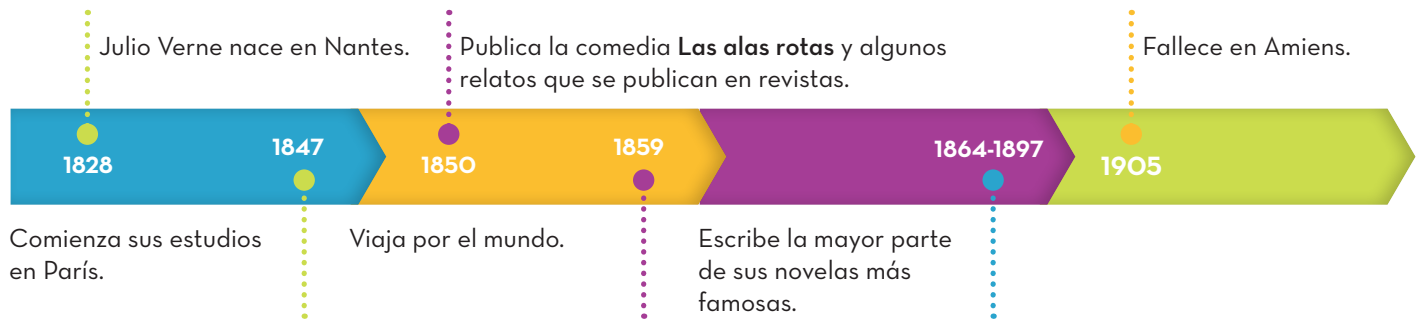 Julio Verne nace en Nantes.
Publica la comedia Las alas rotas y algunos
relatos que se publican en revistas.
Fallece en Amiens.
1828
1847
1850
1859
1864-1897
1905
Comienza sus estudios
en París.
Viaja por el mundo.
Escribe la mayor parte
de sus novelas más
famosas.